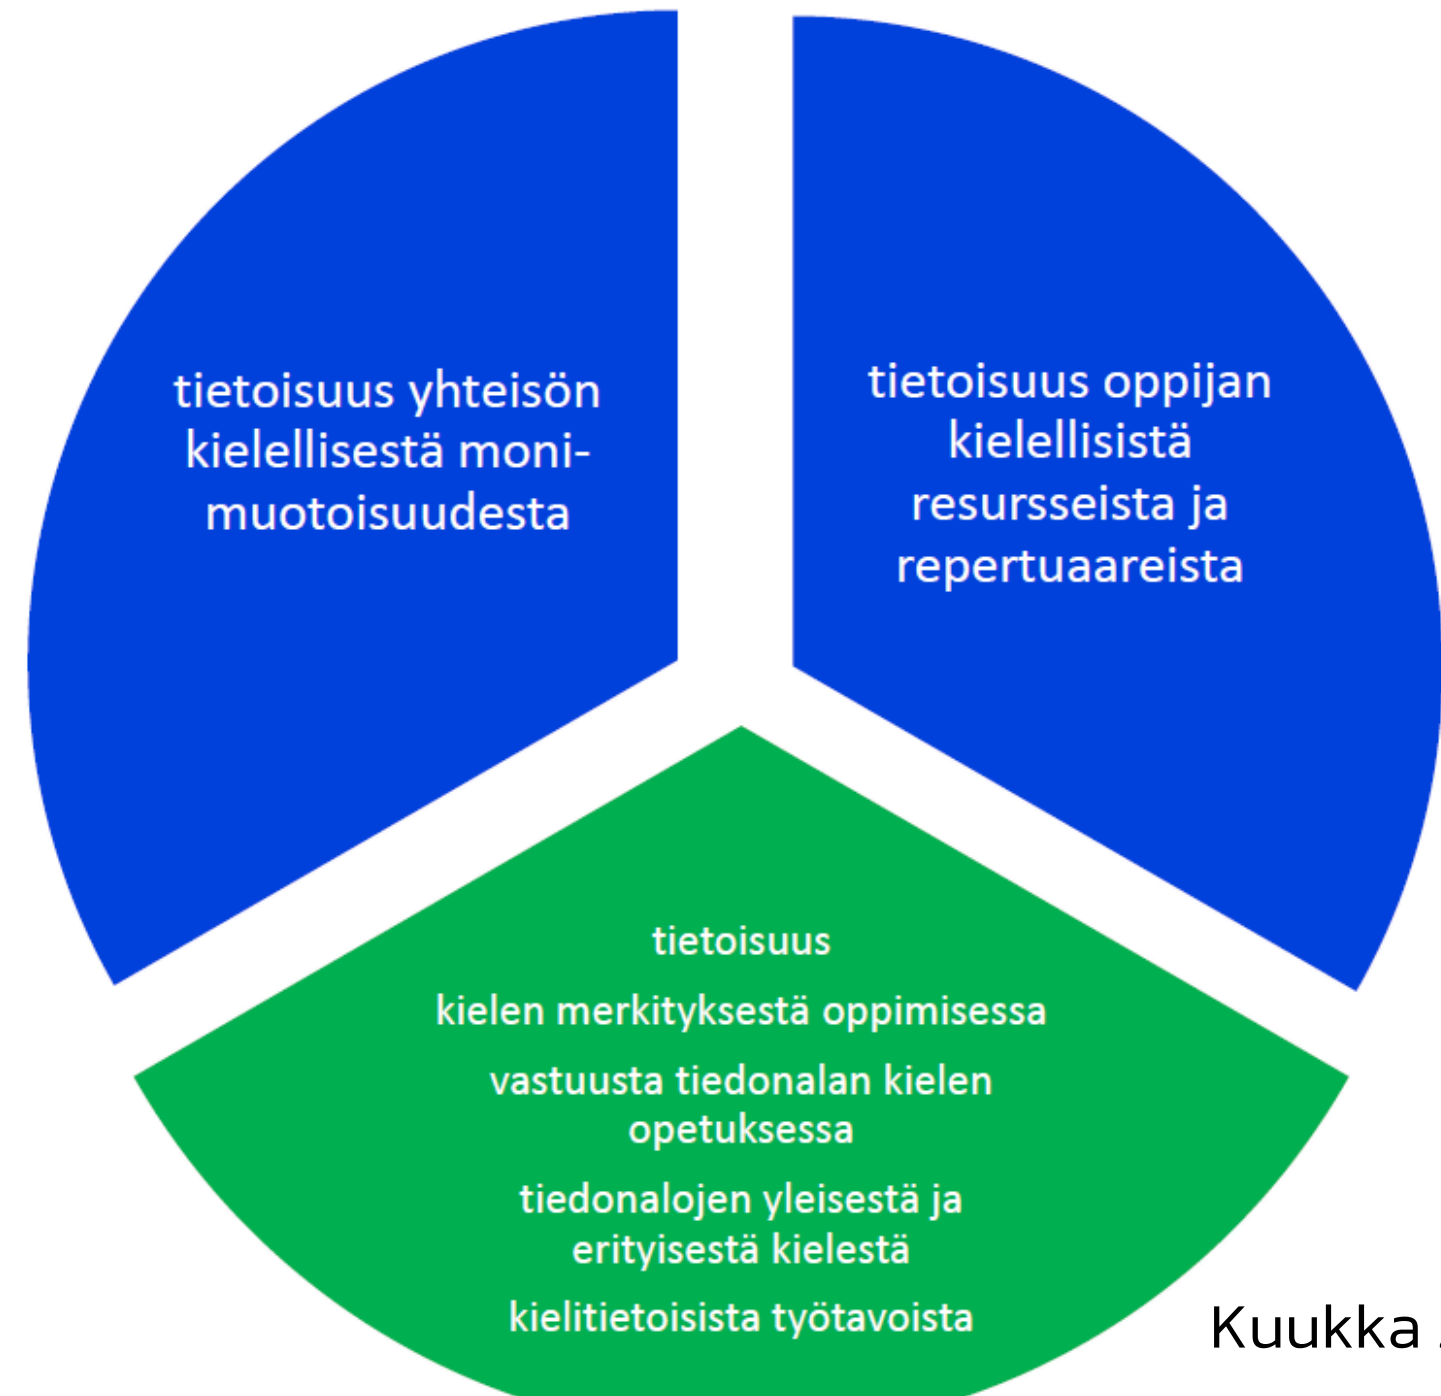 tietoisuus yhteisön
kielellisestä moni-
muotoisuudesta
tietoisuus oppijan
kielellisistä
resursseista ja
repertuaareista
tietoisuus
kielen merkityksestä oppimisessa
vastuusta tiedonalan kielen
opetuksessa
tiedonalojen yleisestä ja
erityisestä kielestä
kielitietoisista työtavoista
Kuukka